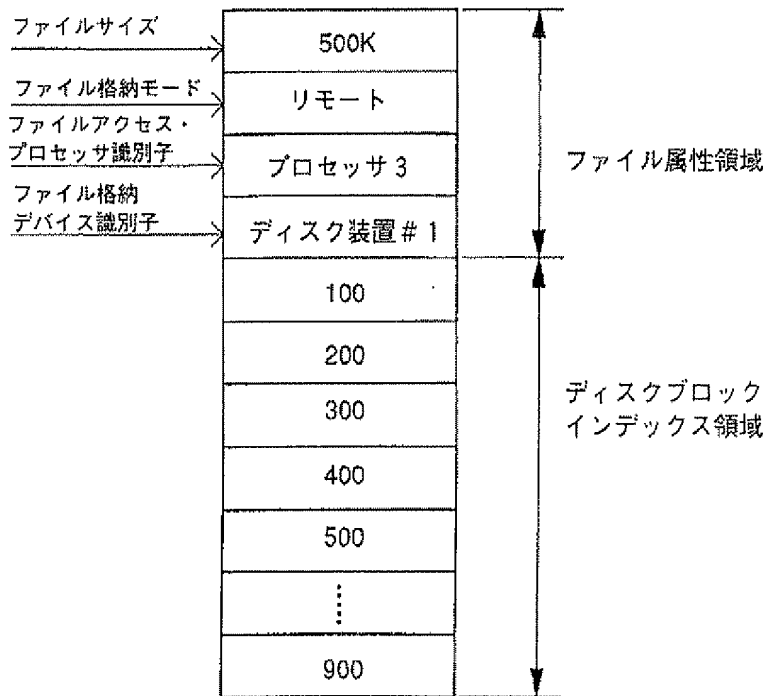 ファイルサイズ
500K
ファイル格納モード
リモート
ファイルアクセス・
プロセッサ識別子
プロセッサ3
ファイル格納
デバイス識別子
ディスク装置#1
ファイル属性領域
100
200
300
400
500
900
ディスクブロック
インデックス領域